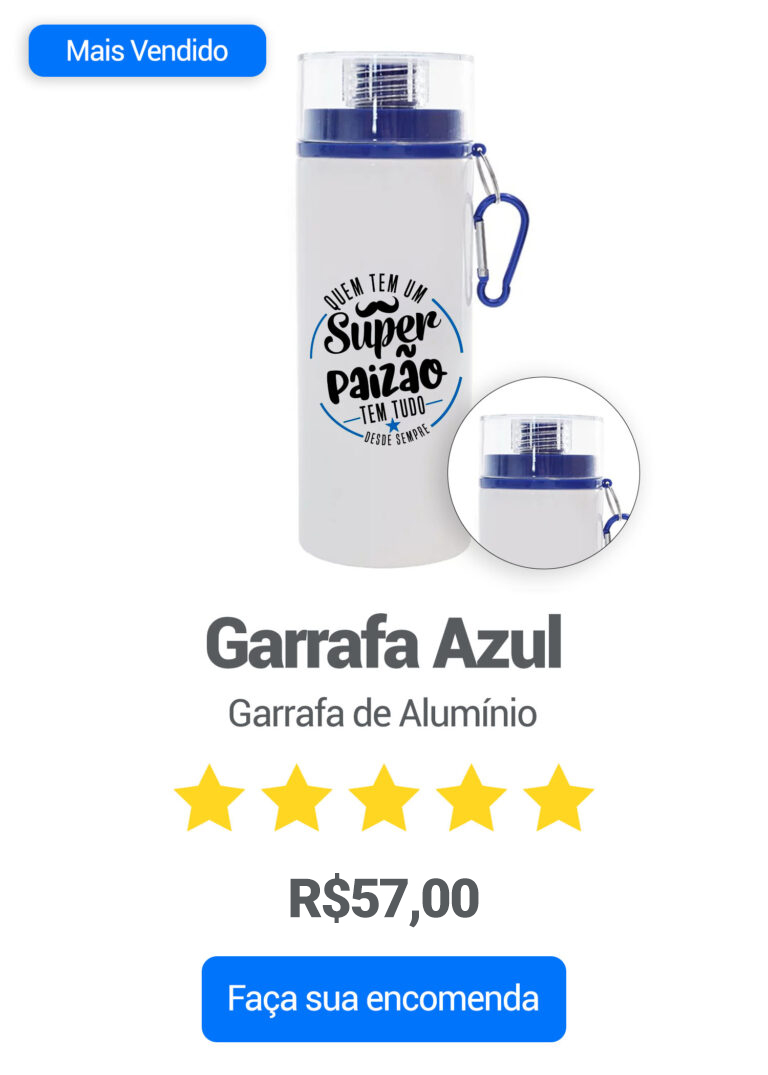 Mais Vendido
QUEM TEM UM
Super
Paizão
TEM TUDO
DESDE SEMPRE
Garrafa Azul
Garrafa de Alumínio
R$57,00
Faça sua encomenda